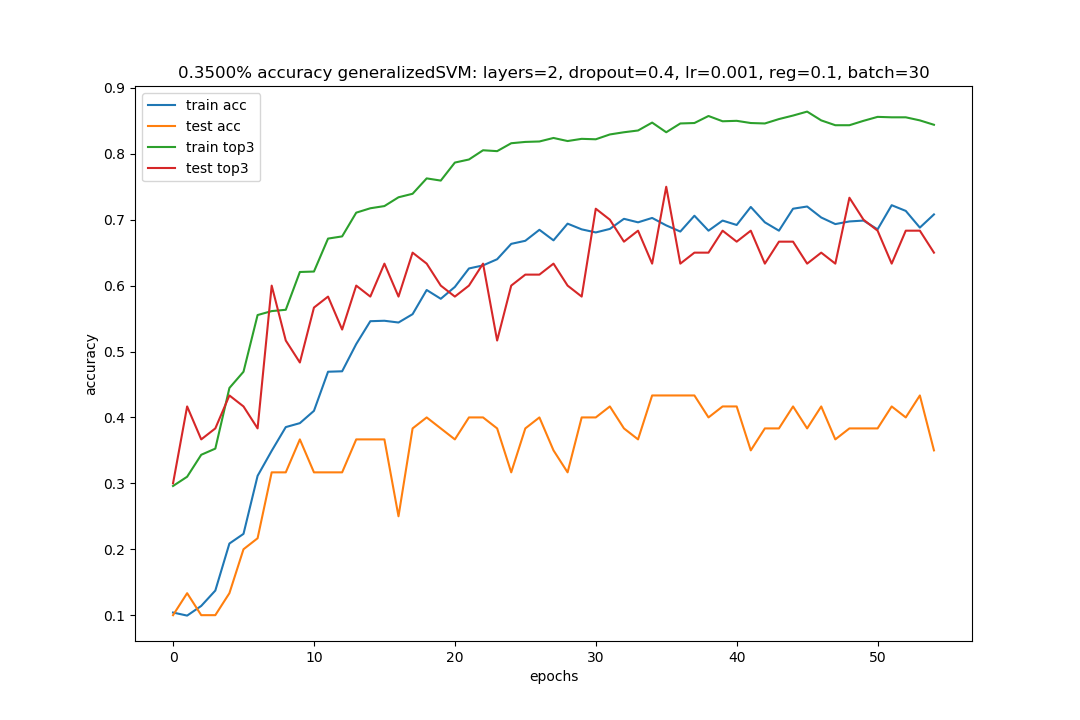 0.3500% accuracy generalizedSVM: layers=2, dropout=0.4, lr=0.001, reg=0.1, batch=30
train acc
test acc
train top3
test top3
accuracy
0.9
0.8
0.7
0.6
0.5
0.4
0.3
0.2
0.1
0 10 20 30 40 50
epochs